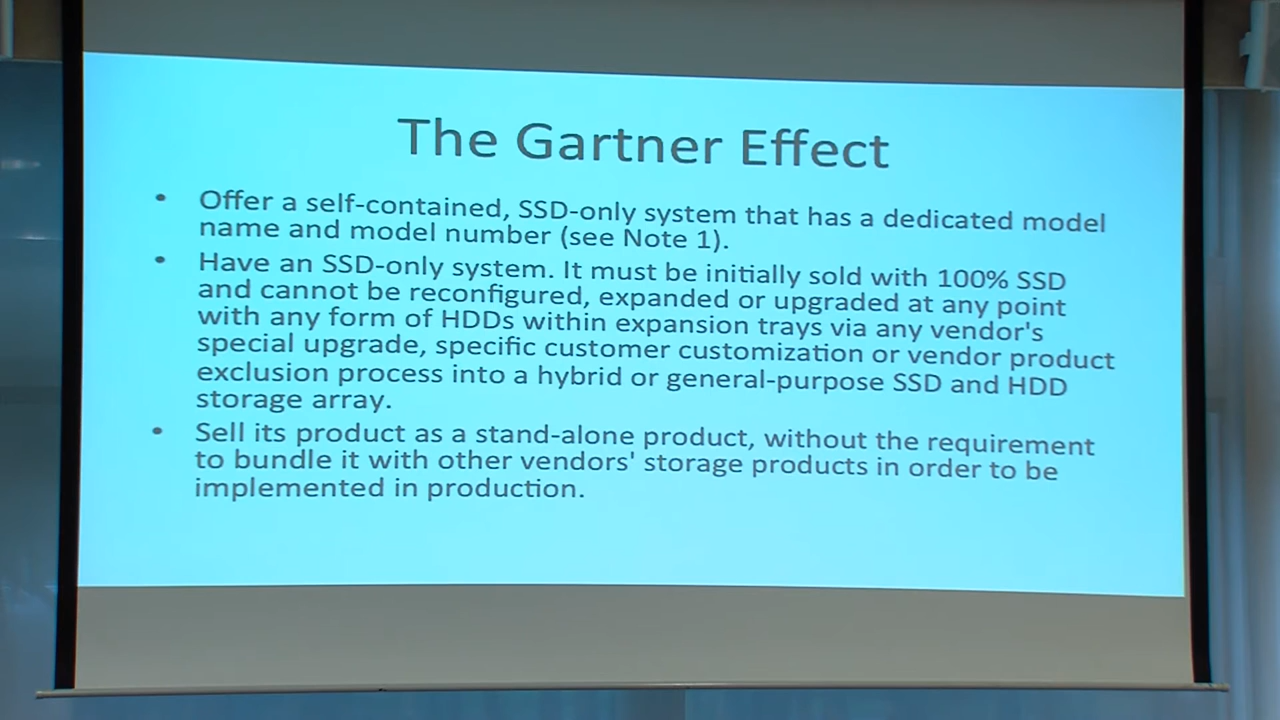 The Gartner Effect
• Offer a self-contained, SSD-only system that has a dedicated model
name and model number (see Note 1).
• Have an SSD-only system. It must be initially sold with 100% SSD
and cannot be reconfigured, expanded or upgraded at any point
with any form of HDDs within expansion trays via any vendor's
special upgrade, specific customer customization or vendor product
exclusion process into a hybrid or general-purpose SSD and HDD
storage array.
• Sell its product as a stand-alone product, without the requirement
to bundle it with other vendors' storage products in order to be
implemented in production.